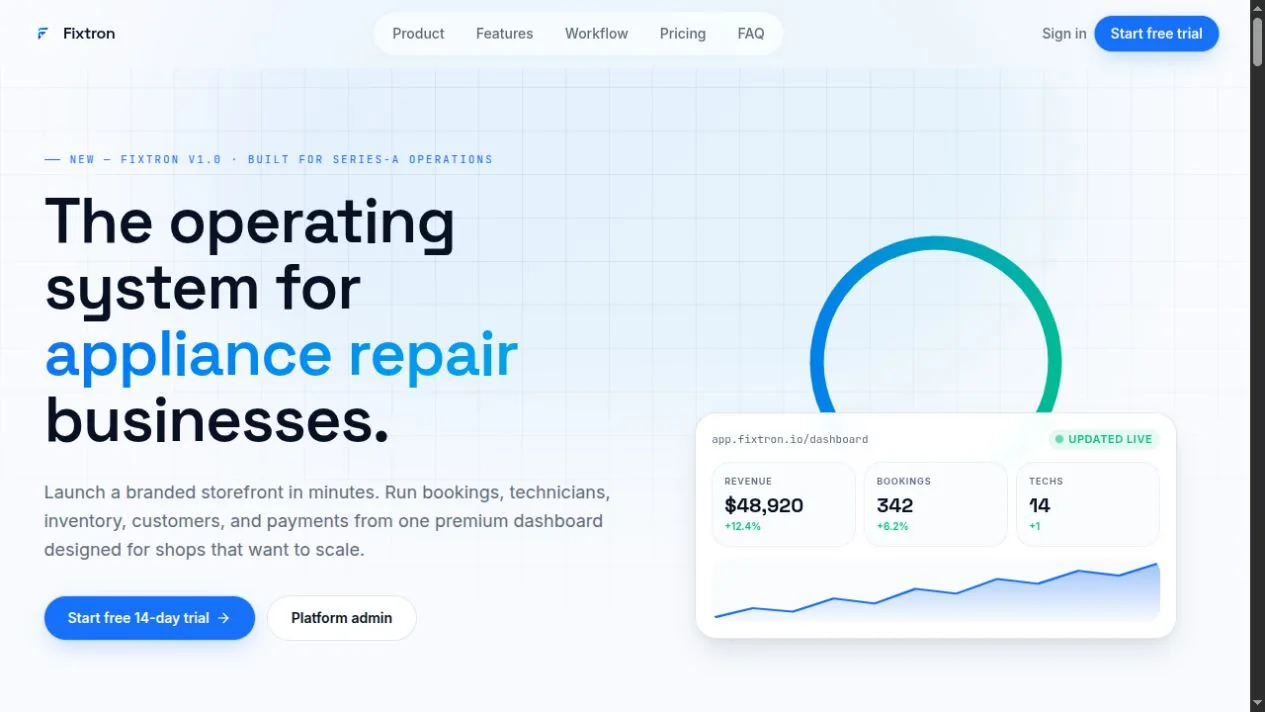 Fixtron
Product Features Workflow Pricing FAQ
Sign in
Start free trial
NEW — FIXTRON V1.0 · BUILT FOR SERIES-A OPERATIONS
The operating
system for
appliance repair
businesses.
Launch a branded storefront in minutes. Run bookings, technicians,
inventory, customers, and payments from one premium dashboard
designed for shops that want to scale.
Start free 14-day trial →
Platform admin
app.fixtron.io/dashboard
UPDATED LIVE
REVENUE
$48,920
+12.4%
BOOKINGS
342
+6.2%
TECHS
14
+1